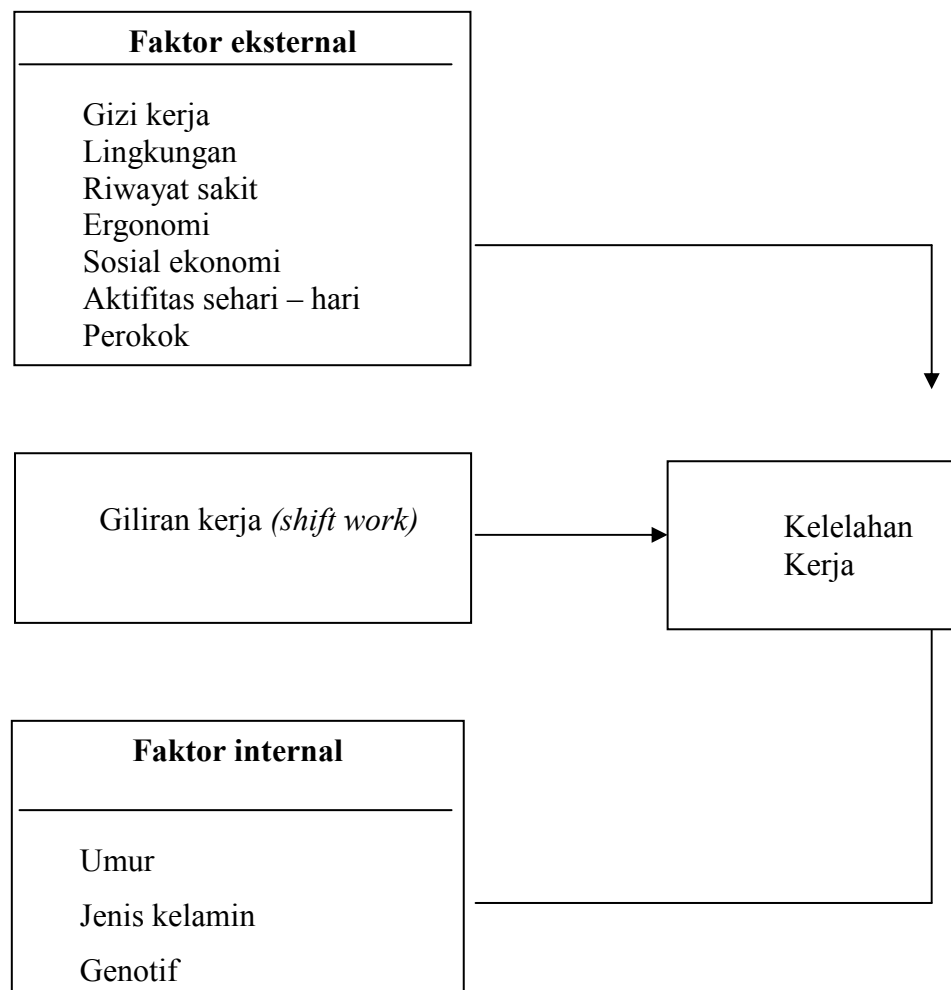 Faktor eksternal
Gizi kerja
Lingkungan
Riwayat sakit
Ergonomi
Sosial ekonomi
Aktifitas sehari – hari
Perokok
Giliran kerja (shift work)
Kelelahan
Kerja
Faktor internal
Umur
Jenis kelamin
Genotif